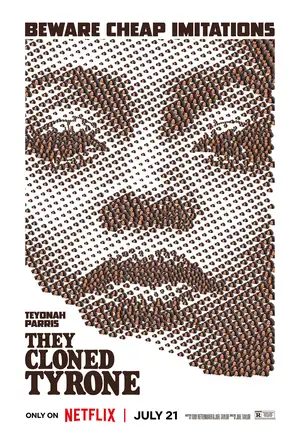 BEWARE CHEAP IMITATIONS
TEYONAH
PARRIS
THEY
CLONED
TYRONE
ONLY ON NETFLIX | JULY 21
R